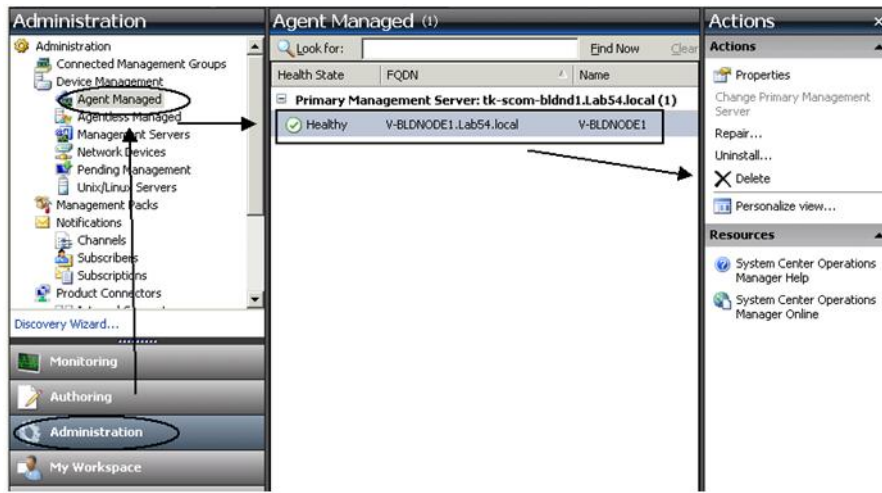 Administration
Administration
Connected Management Groups
Device Management
Agent Managed
Agentless Managed
Management Servers
Network Devices
Pending Management
Unix/Linux Servers
Management Packs
Notifications
Channels
Subscribers
Subscriptions
Product Connectors
Discovery Wizard...
Monitoring
Authoring
Administration
My Workspace
Agent Managed (1)
Look for:
Find Now
Clear
Health State
FQDN
Name
Primary Management Server: tk-scom-bldnd1.Lab54.local (1)
Healthy
V-BLDNODE1.Lab54.local
V-BLDNODE1
Actions
Actions
Properties
Change Primary Management
Server
Repair...
Uninstall...
Delete
Personalize view...
Resources
System Center Operations
Manager Help
System Center Operations
Manager Online